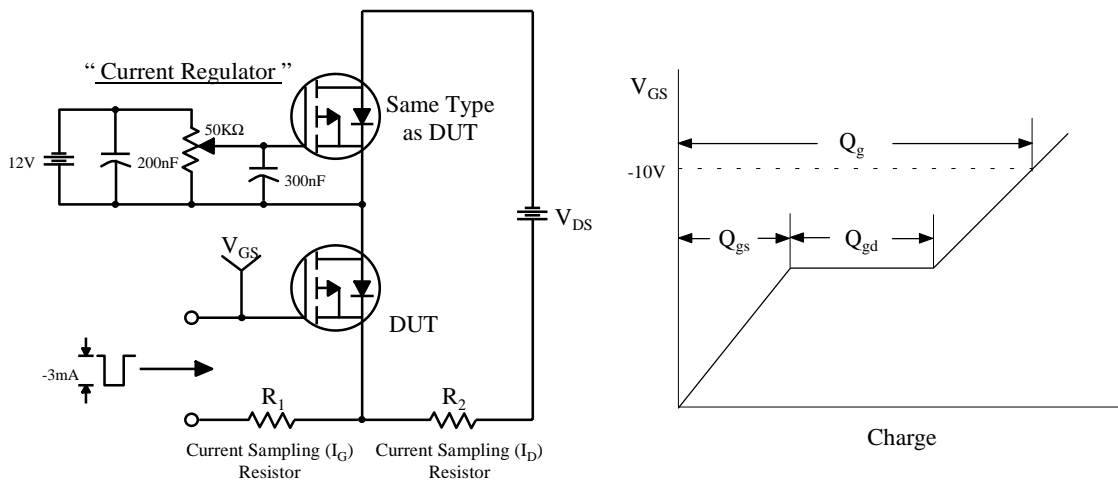 “ Current Regulator ”
Same Type
as DUT
50KΩ
12V
200nF
300nF
V_DS
V_GS
DUT
-3mA
R_1
R_2
Current Sampling (I_G)
Resistor
Current Sampling (I_D)
Resistor
V_GS
Q_g
-10V
Q_gs
Q_gd
Charge